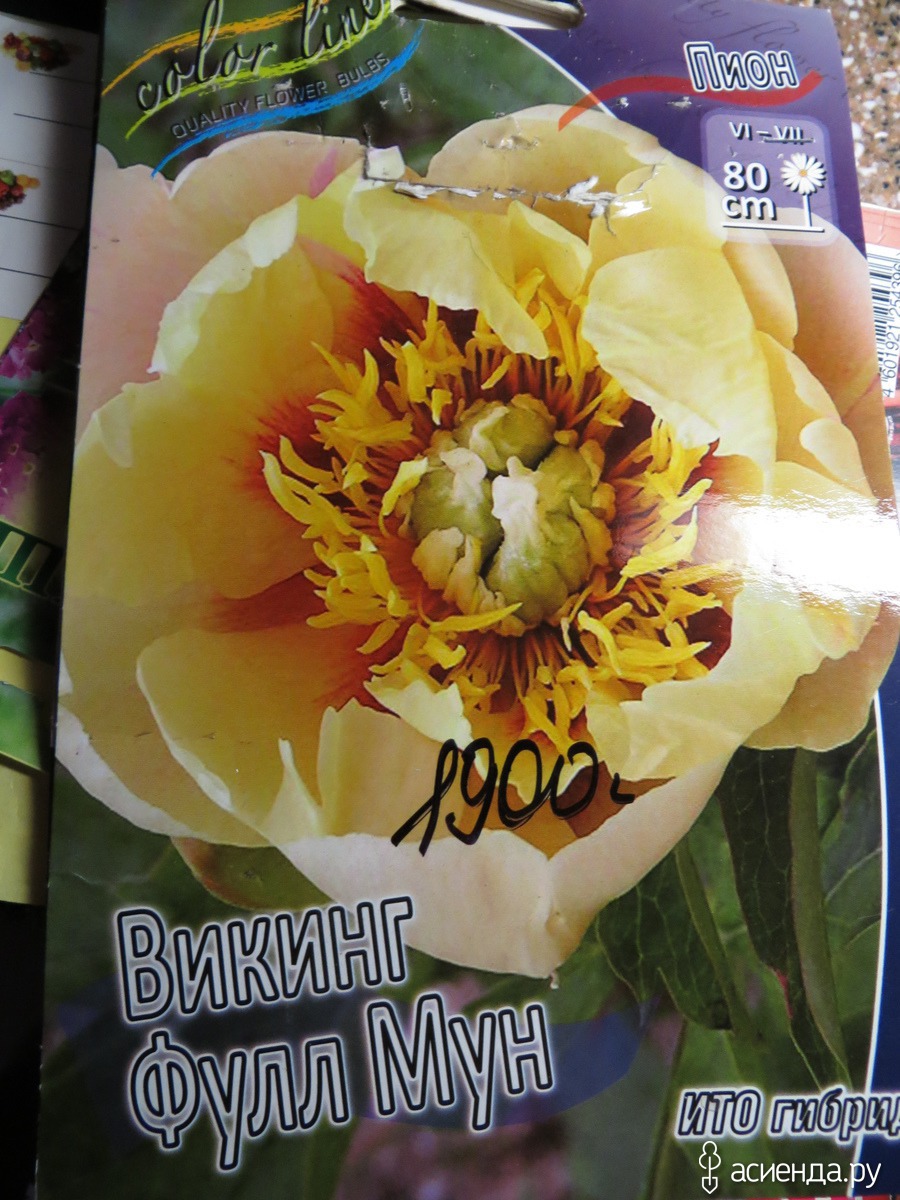 color line
QUALITY FLOWER BULBS
Пион
VI – VII
80
cm
1900
Викинг
Фулл Мун
ИТО гибрид
асиенда.ру